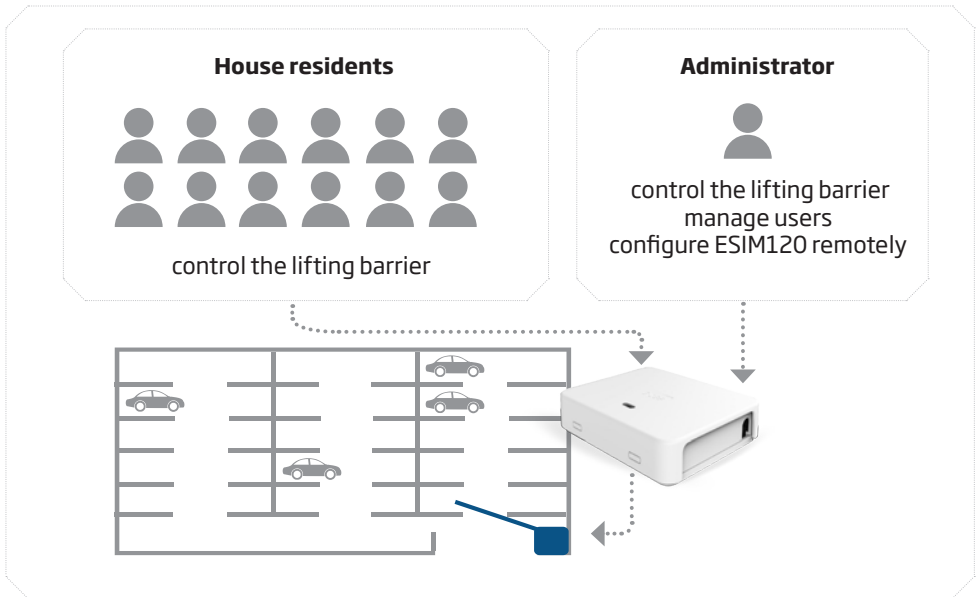 House residents
control the lifting barrier
Administrator
control the lifting barrier
manage users
configure ESIM120 remotely